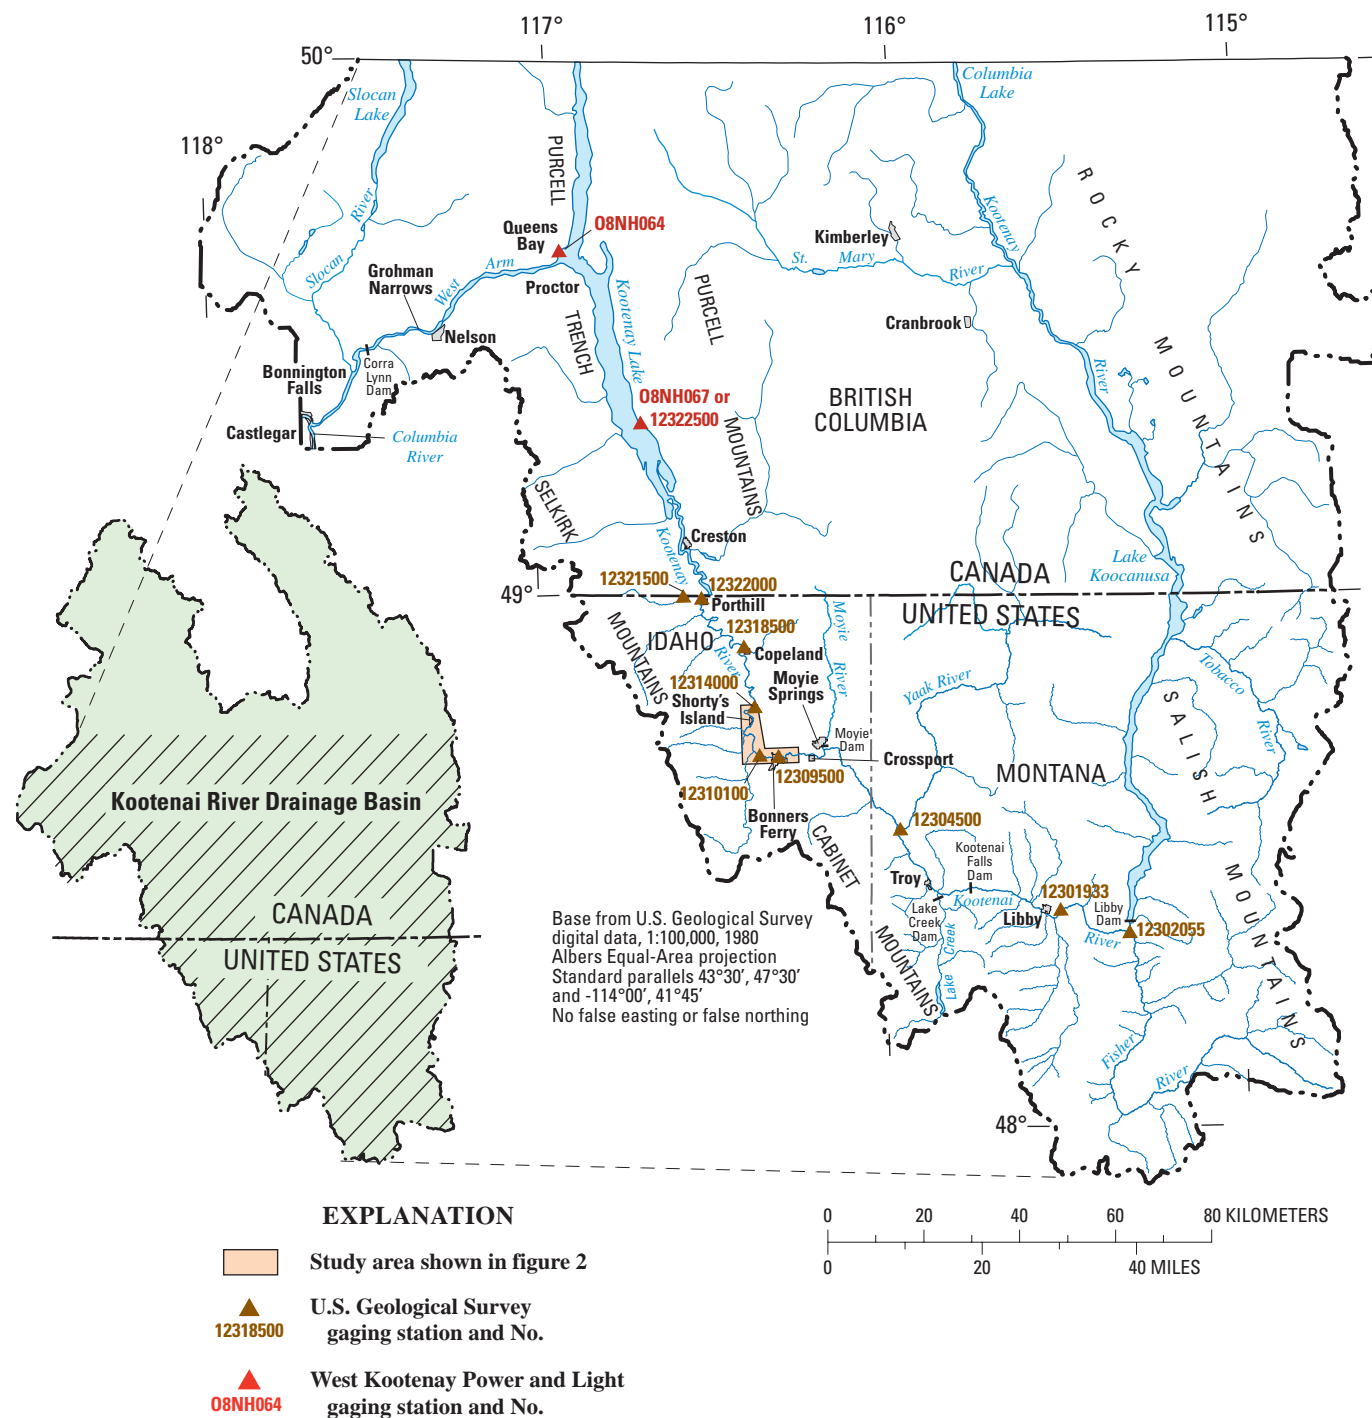 117°
116°
115°
50°
Slocan
Lake
Columbia
Lake
118°
PURCELL
ROCKY
River
Kootenay
Queens
Bay
O8NH064
Kimberley
St.
Mary
River
Slocan
Grohman
Narrows
West
Arm
Proctor
Kootenay Lake
PURCELL
Cranbrook
Nelson
TRENCH
MOUNTAINS
Bonnington
Falls
Corra
Lynn
Dam
River
O8NH067 or
12322500
BRITISH
COLUMBIA
Castlegar
Columbia
River
MOUNTAINS
SELKIRK
Creston
Kootenay
Lake
Koocanusa
CANADA
UNITED STATES
12321500
12322000
49°
Porthill
MOUNTAINS
IDAHO
12318500
Moyie
River
River
Copeland
Tobacco
River
12314000
Moyie
Springs
Yaak River
Shorty's
Island
SALISH
Moyie
Dam
Crossport
MONTANA
12309500
12310100
Bonners
Ferry
12304500
CABINET
Kootenai
Falls
Dam
Troy
12301933
Kootenai
Libby
Libby
Dam
Lake
Creek
Dam
12302055
River
MOUNTAINS
MOUNTAINS
Lake Creek
Fisher
River
48°
Base from U.S. Geological Survey
digital data, 1:100,000, 1980
Albers Equal-Area projection
Standard parallels 43°30′, 47°30′
and -114°00′, 41°45′
No false easting or false northing
Kootenai River Drainage Basin
CANADA
UNITED STATES
EXPLANATION
Study area shown in figure 2
U.S. Geological Survey
gaging station and No.
12318500
West Kootenay Power and Light
gaging station and No.
O8NH064
0 20 40 60 80 KILOMETERS
0 20 40 MILES